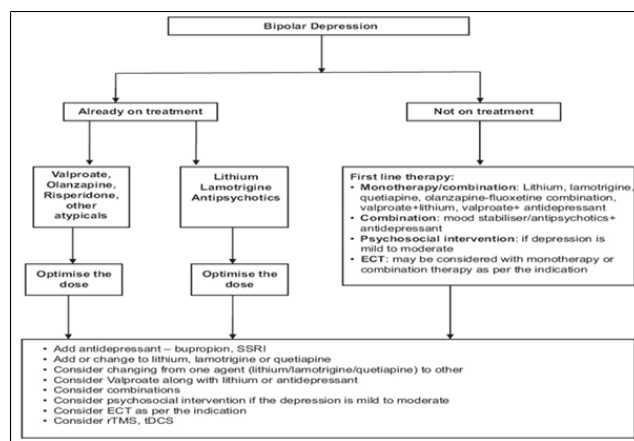 Bipolar Depression
Already on treatment
Not on treatment
Valproate,
Olanzapine,
Risperidone,
other
atypicals
Lithium
Lamotrigine
Antipsychotics
First line therapy:
• Monotherapy/combination: Lithium, lamotrigine,
quetiapine, olanzapine-fluoxetine combination,
valproate+lithium, valproate+ antidepressant
• Combination: mood stabiliser/antipsychotics+
antidepressant
• Psychosocial intervention: if depression is
mild to moderate
• ECT: may be considered with monotherapy or
combination therapy as per the indication
Optimise the
dose
Optimise the
dose
• Add antidepressant – bupropion, SSRI
• Add or change to lithium, lamotrigine or quetiapine
• Consider changing from one agent (lithium/lamotrigine/quetiapine) to other
• Consider Valproate along with lithium or antidepressant
• Consider combinations
• Consider psychosocial intervention if the depression is mild to moderate
• Consider ECT as per the indication
• Consider rTMS, tDCS